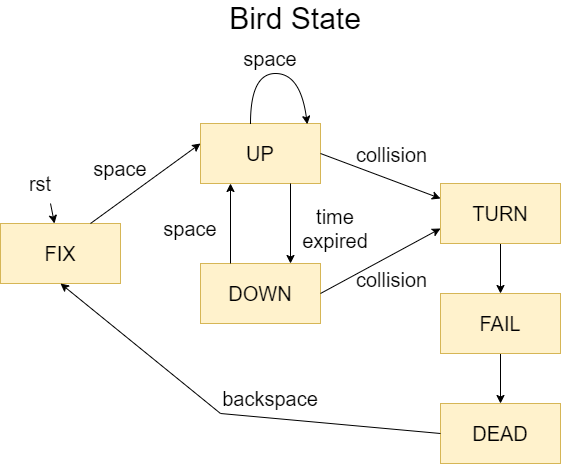 Bird State
space
UP
collision
space
rst
TURN
FIX
space
time
expired
DOWN
collision
FAIL
backspace
DEAD